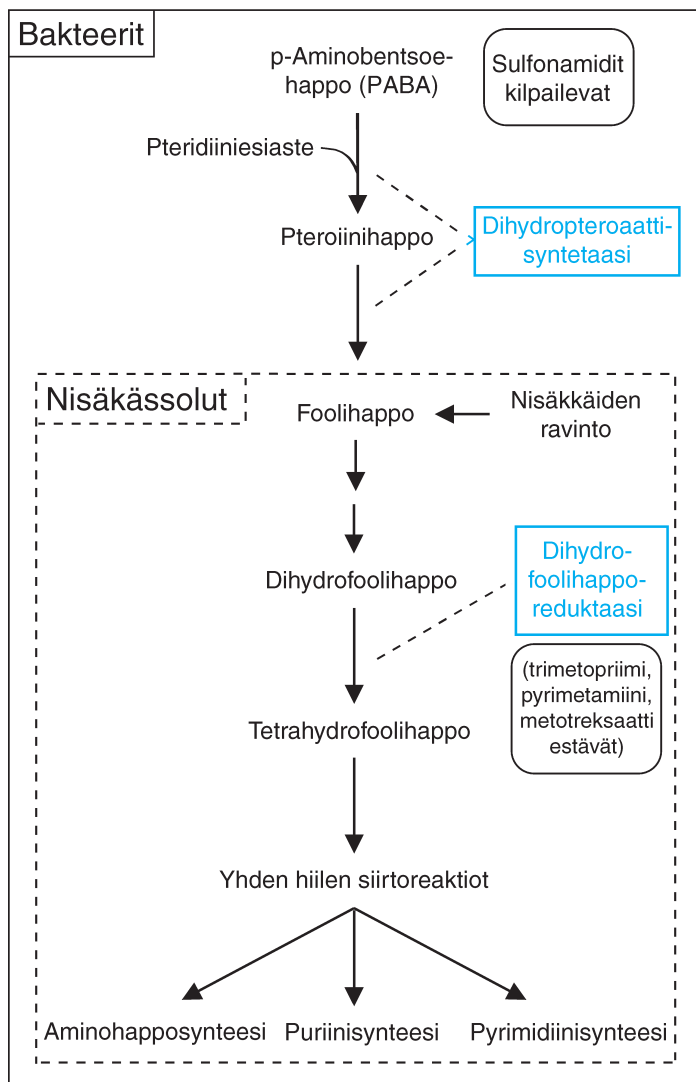 Bakteerit
p-Aminobentsoe-
happo (PABA)
Sulfonamidit
kilpailevat
Pteridiiniesiaste
Pteroiinihappo
Dihydropteroaatti-
syntetaasi
Nisäkässolut
Foolihappo
Nisäkkäiden
ravinto
Dihydrofoolihappo
Dihydro-
foolihappo-
reduktaasi
(trimetopriimi,
pyrimetamiini,
metotreksaatti
estävät)
Tetrahydrofoolihappo
Yhden hiilen siirtoreaktiot
Aminohapposynteesi
Puriinisynteesi
Pyrimidiinisynteesi